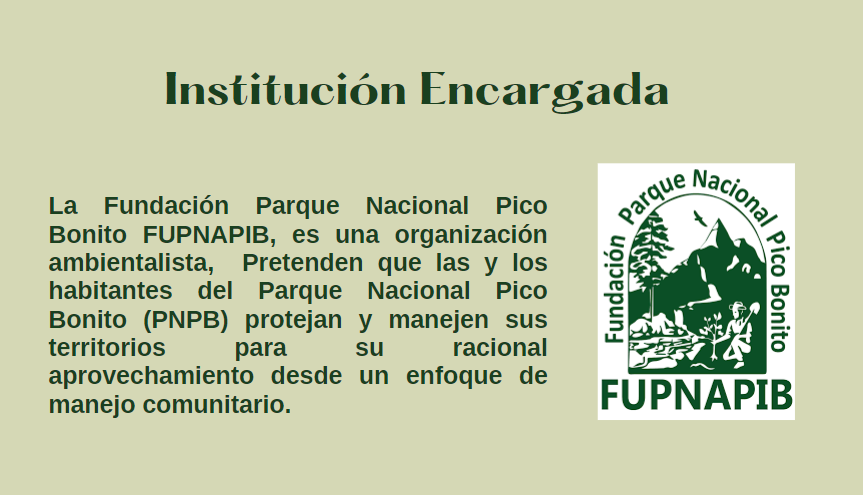 Institución Encargada
La Fundación Parque Nacional Pico
Bonito FUPNAPIB, es una organización
ambientalista,  Pretenden que las y los
habitantes del Parque Nacional Pico
Bonito (PNPB) protejan y manejen sus
territorios para su racional
aprovechamiento desde un enfoque de
manejo comunitario.
Fundación Parque Nacional Pico Bonito
FUPNAPIB